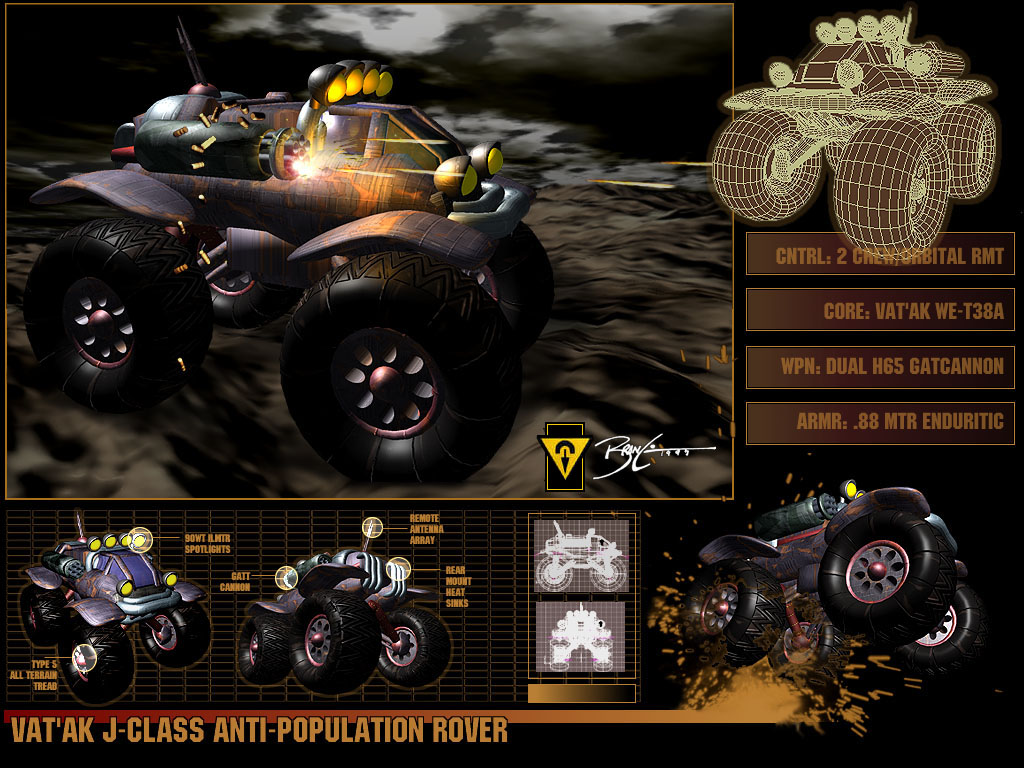 CNTRL: 2 CREW/ORBITAL RMT
CORE: VAT'AK WE-T38A
WPN: DUAL H65 GATCANNON
ARMR: .88 MTR ENDURITIC
1999
90WT H.MTR
SPOTLIGHTS
REMOTE
ANTENNA
ARRAY
GATT
CANNON
REAR
MOUNT
HEAT
SINKS
TYPE S
ALL TERRAIN
TREAD
VAT'AK J-CLASS ANTI-POPULATION ROVER